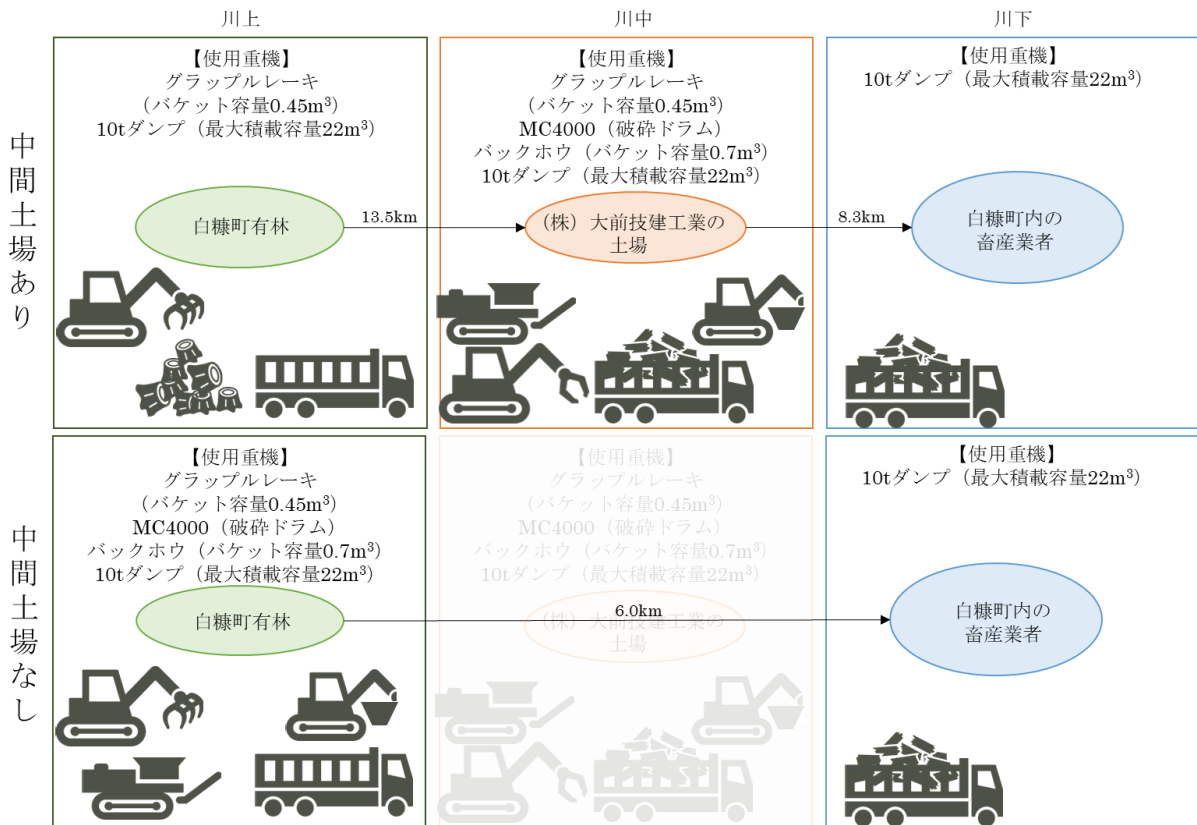 川上
川中
川下
中間土場あり
【使用重機】
グラップルレーキ
(バケット容量0.45m³)
10tダンプ（最大積載容量22m³）
白糠町有林
13.5km
【使用重機】
グラップルレーキ
(バケット容量0.45m³)
MC4000（破砕ドラム）
バックホウ（バケット容量0.7m³）
10tダンプ（最大積載容量22m³）
（株）大前技建工業の
土場
8.3km
【使用重機】
10tダンプ（最大積載容量22m³）
白糠町内の
畜産業者
中間土場なし
【使用重機】
グラップルレーキ
(バケット容量0.45m³)
MC4000（破砕ドラム）
バックホウ（バケット容量0.7m³）
10tダンプ（最大積載容量22m³）
白糠町有林
6.0km
【使用重機】
グラップルレーキ
(バケット容量0.45m³)
MC4000（破砕ドラム）
バックホウ（バケット容量0.7m³）
10tダンプ（最大積載容量22m³）
（株）大前技建工業の
土場
【使用重機】
10tダンプ（最大積載容量22m³）
白糠町内の
畜産業者